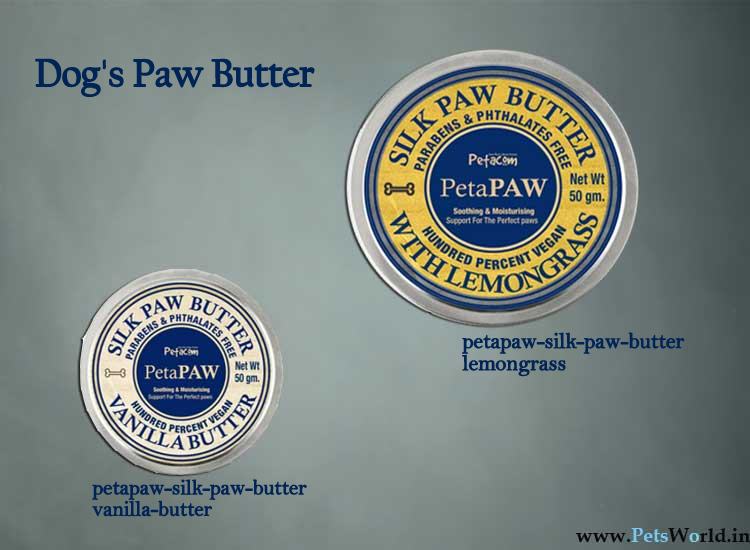 Dog's Paw Butter
SILK PAW BUTTER
PARABENS & PHTHALATES FREE
Petacom
PetaPAW
Net Wt
50 gm.
Soothing & Moisturising
Support For The Perfect paws
HUNDRED PERCENT VEGAN
WITH LEMONGRASS
petapaw-silk-paw-butter
lemongrass
SILK PAW BUTTER
PARABENS & PHTHALATES FREE
Petacom
PetaPAW
Net Wt
50 gm.
Soothing & Moisturising
Support For The Perfect paws
HUNDRED PERCENT VEGAN
VANILLA BUTTER
petapaw-silk-paw-butter
vanilla-butter
www.PetsWorld.in